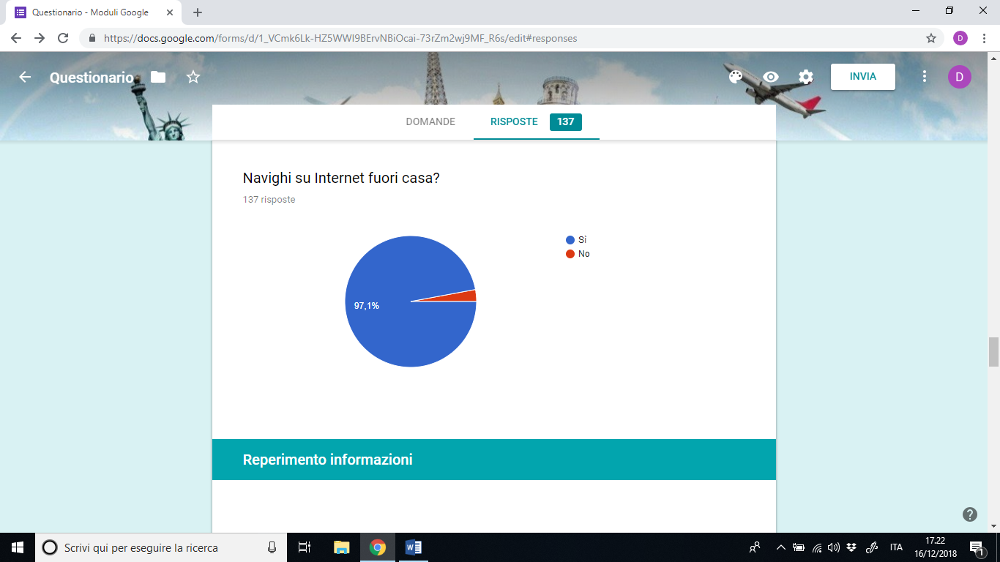 Questionario - Moduli Google
https://docs.google.com/forms/d/1_VCmk6Lk-HZ5WWI9BErvNBiOcai-73rZm2wj9MF_R6s/edit#responses
D
Questionario
INVIA
D
DOMANDE
RISPOSTE
137
Navighi su Internet fuori casa?
137 risposte
Sì
No
97,1%
Reperimento informazioni
Scrivi qui per eseguire la ricerca
ITA
17.22
16/12/2018
1